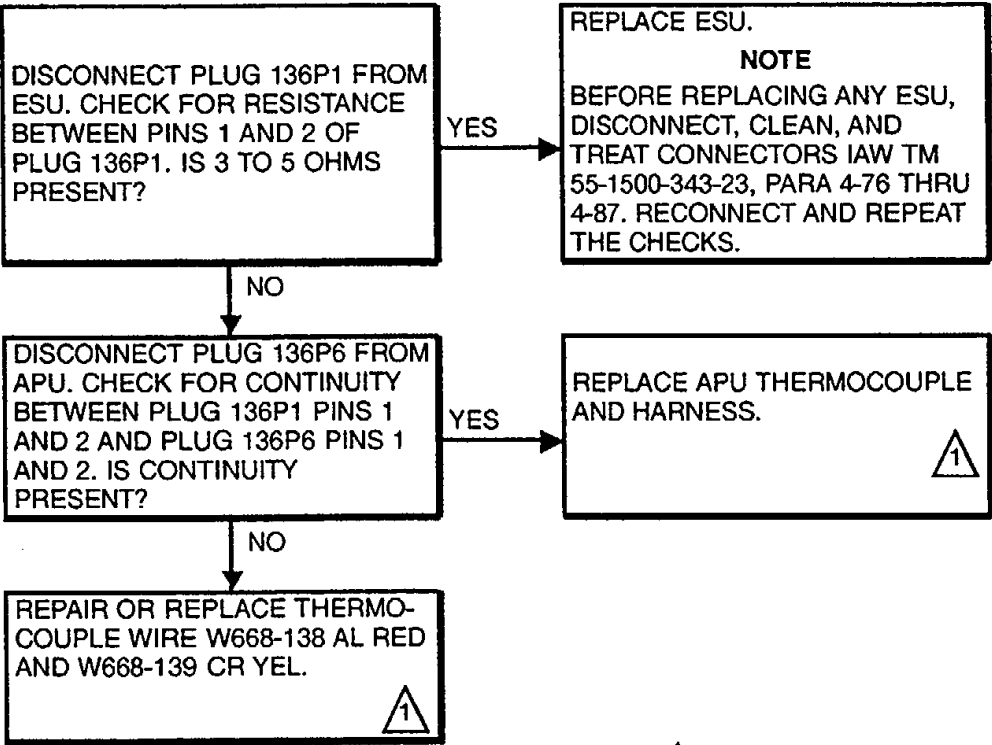 DISCONNECT PLUG 136P1 FROM
ESU. CHECK FOR RESISTANCE
BETWEEN PINS 1 AND 2 OF
PLUG 136P1. IS 3 TO 5 OHMS
PRESENT?
YES
REPLACE ESU.
NOTE
BEFORE REPLACING ANY ESU,
DISCONNECT, CLEAN, AND
TREAT CONNECTORS IAW TM
55-1500-343-23, PARA 4-76 THRU
4-87. RECONNECT AND REPEAT
THE CHECKS.
NO
DISCONNECT PLUG 136P6 FROM
APU. CHECK FOR CONTINUITY
BETWEEN PLUG 136P1 PINS 1
AND 2 AND PLUG 136P6 PINS 1
AND 2. IS CONTINUITY
PRESENT?
YES
REPLACE APU THERMOCOUPLE
AND HARNESS.
1
NO
REPAIR OR REPLACE THERMO-
COUPLE WIRE W668-138 AL RED
AND W668-139 CR YEL.
1